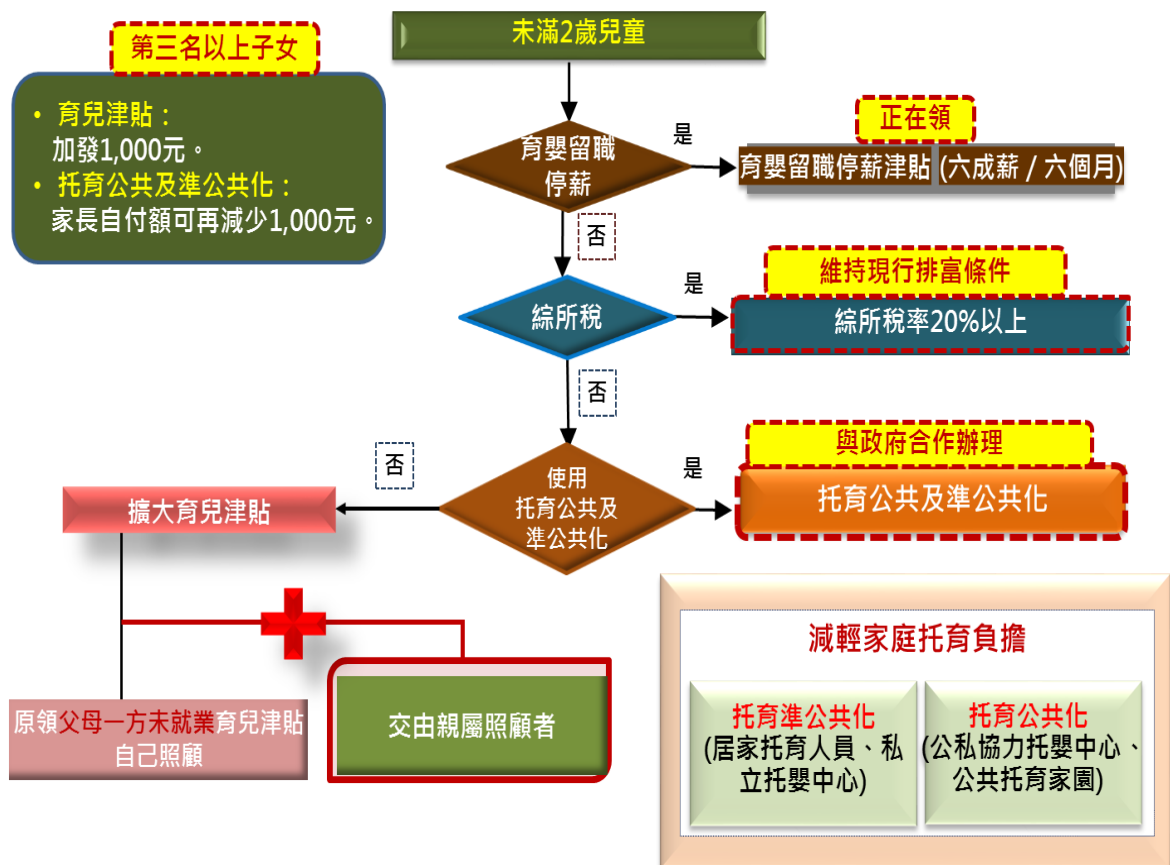 第三名以上子女
• 育兒津貼：
加發1,000元。
• 托育公共及準公共化：
家長自付額可再減少1,000元。
未滿2歲兒童
育嬰留職
停薪
是
正在領
育嬰留職停薪津貼 (六成薪 / 六個月)
否
綜所稅
是
維持現行排富條件
綜所稅率20%以上
否
使用
托育公共及
準公共化
是
與政府合作辦理
托育公共及準公共化
否
擴大育兒津貼
原領父母一方未就業育兒津貼
自己照顧
交由親屬照顧者
減輕家庭托育負擔
托育準公共化
(居家托育人員、私
立托嬰中心)
托育公共化
(公私協力托嬰中心、
公共托育家園)